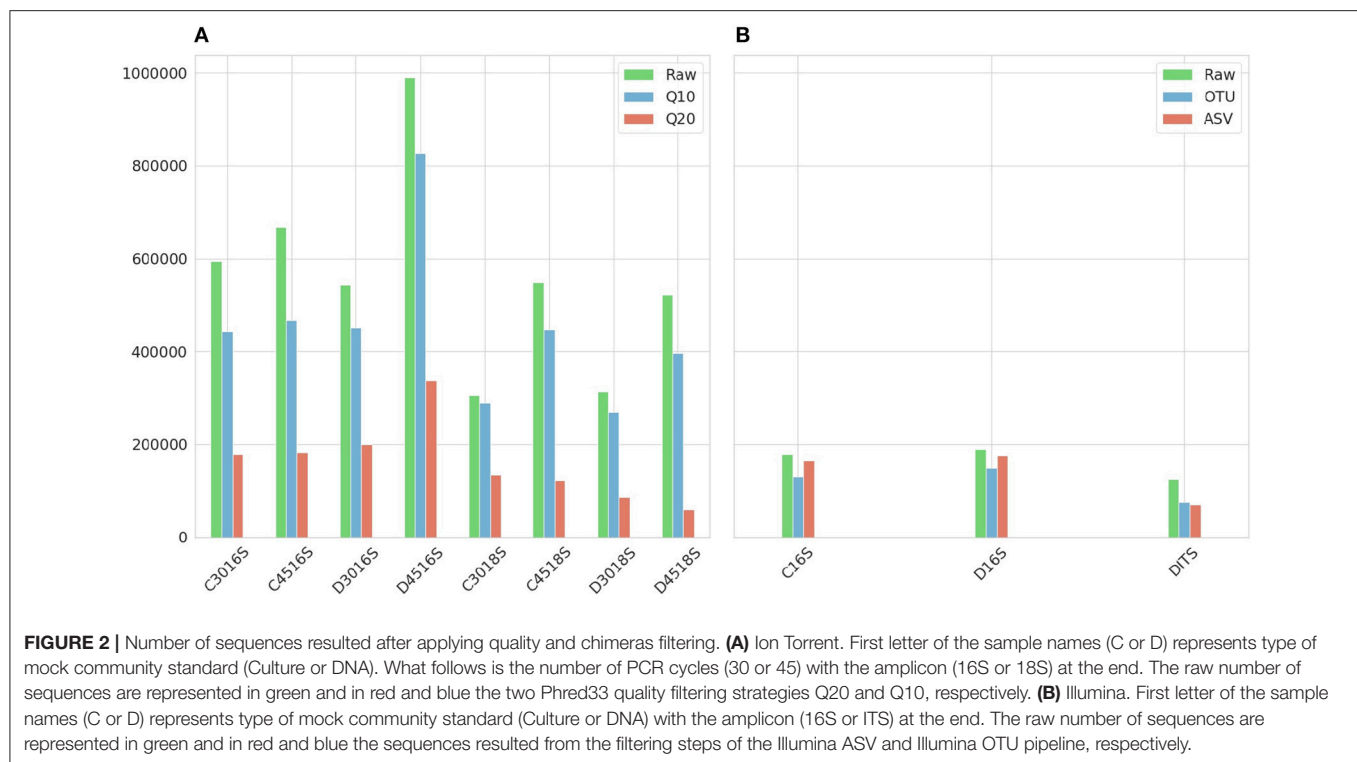 A
B
1000000
800000
600000
400000
200000
0
Raw
Q10
Q20
Raw
OTU
ASV
C3016S
C4516S
D3016S
D4516S
C3018S
C4518S
D3018S
D4518S
C16S
D16S
DITS
FIGURE 2 | Number of sequences resulted after applying quality and chimeras filtering. (A) Ion Torrent. First letter of the sample names (C or D) represents type of
mock community standard (Culture or DNA). What follows is the number of PCR cycles (30 or 45) with the amplicon (16S or 18S) at the end. The raw number of
sequences are represented in green and in red and blue the two Phred33 quality filtering strategies Q20 and Q10, respectively. (B) Illumina. First letter of the sample
names (C or D) represents type of mock community standard (Culture or DNA) with the amplicon (16S or ITS) at the end. The raw number of sequences are
represented in green and in red and blue the sequences resulted from the filtering steps of the Illumina ASV and Illumina OTU pipeline, respectively.